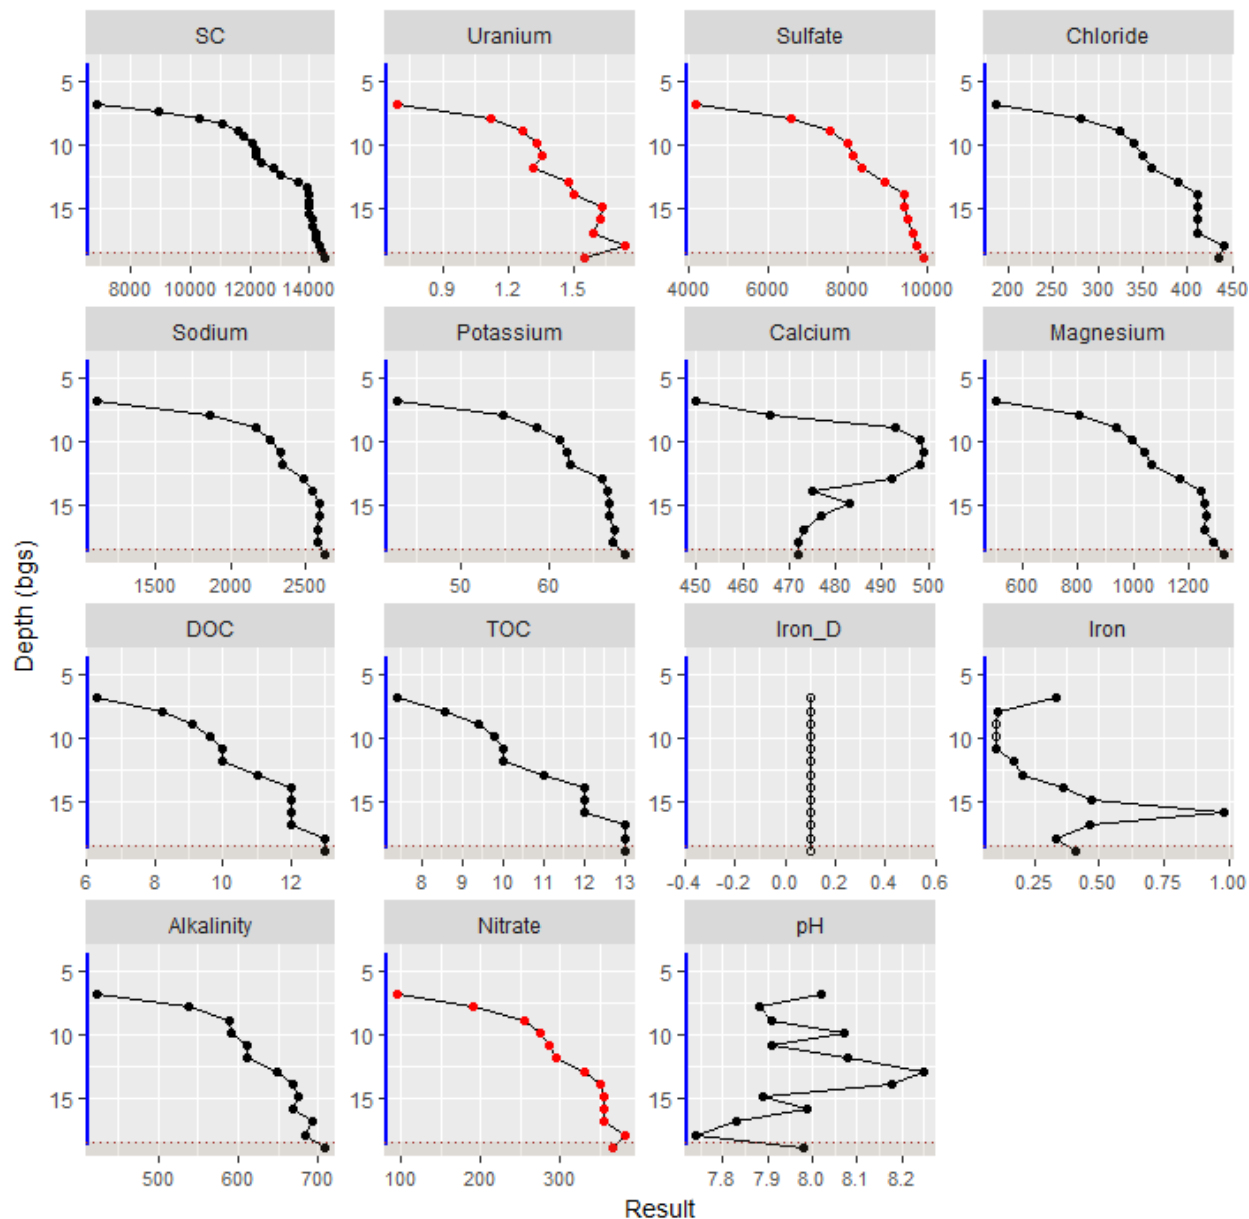 SC
Uranium
Sulfate
Chloride
5
10
15
5
10
15
5
10
15
5
10
15
8000 10000 12000 14000
0.9 1.2 1.5
4000 6000 8000 10000
200 250 300 350 400 450
Sodium
Potassium
Calcium
Magnesium
5
10
15
5
10
15
5
10
15
5
10
15
1500 2000 2500
50 60
450 460 470 480 490 500
600 800 1000 1200
Depth (bgs)
DOC
TOC
Iron_D
Iron
5
10
15
5
10
15
5
10
15
5
10
15
6 8 10 12
8 9 10 11 12 13
-0.4 -0.2 0.0 0.2 0.4 0.6
0.25 0.50 0.75 1.00
Alkalinity
Nitrate
pH
5
10
15
5
10
15
5
10
15
500 600 700
100 200 300
7.8 7.9 8.0 8.1 8.2
Result